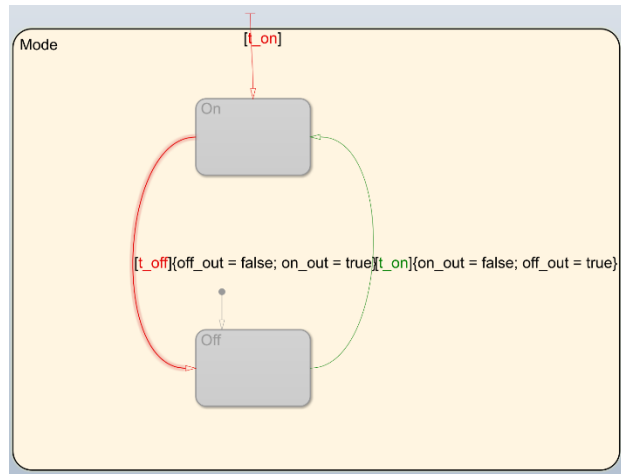 Mode
[t_on]
On
[t_off]{off_out = false; on_out = true}[t_on]{on_out = false; off_out = true}
Off